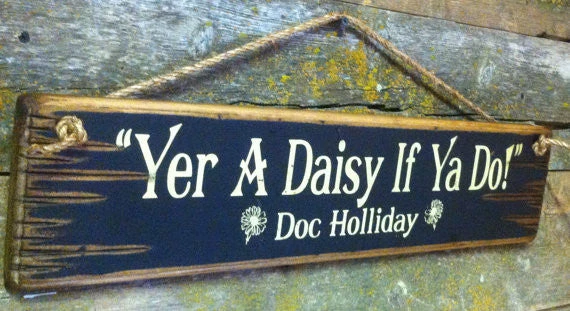 "Yer A Daisy If Ya Do!"
Doc Holliday